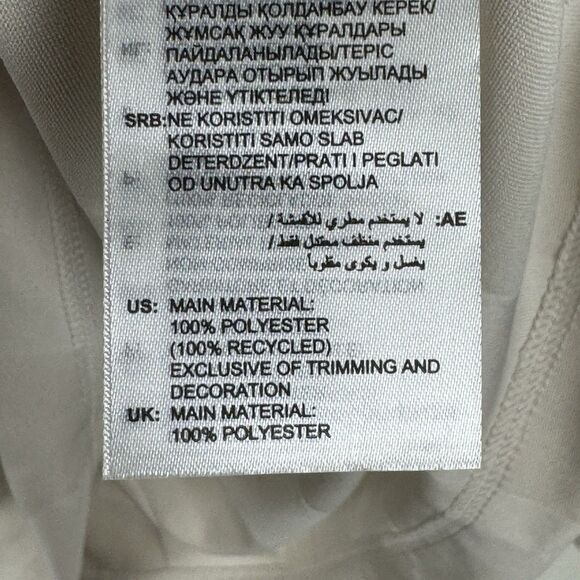 ҚҰРАЛДЫ ҚОЛДАНБАУ КЕРЕК/
ЖҰМСАҚ ЖУУ ҚҰРАЛДАРЫ
ПАЙДАЛАНЫЛАДЫ/ТЕРІС
АУДАРА ОТЫРЫП ЖУЫЛАДЫ
ЖӘНЕ ҮТІКТЕЛЕДІ
SRB:NE KORISTITI OMEKSIVAC/
KORISTITI SAMO SLAB
DETERDZENT/PRATI I PEGLATI
OD UNUTRA KA SPOLJA
AE: لا يستخدم مطري للأقمشة /
يستخدم منظف معتدل فقط /
يغسل و يكوى مقلوباً
US: MAIN MATERIAL:
100% POLYESTER
(100% RECYCLED)
EXCLUSIVE OF TRIMMING AND
DECORATION
UK: MAIN MATERIAL:
100% POLYESTER